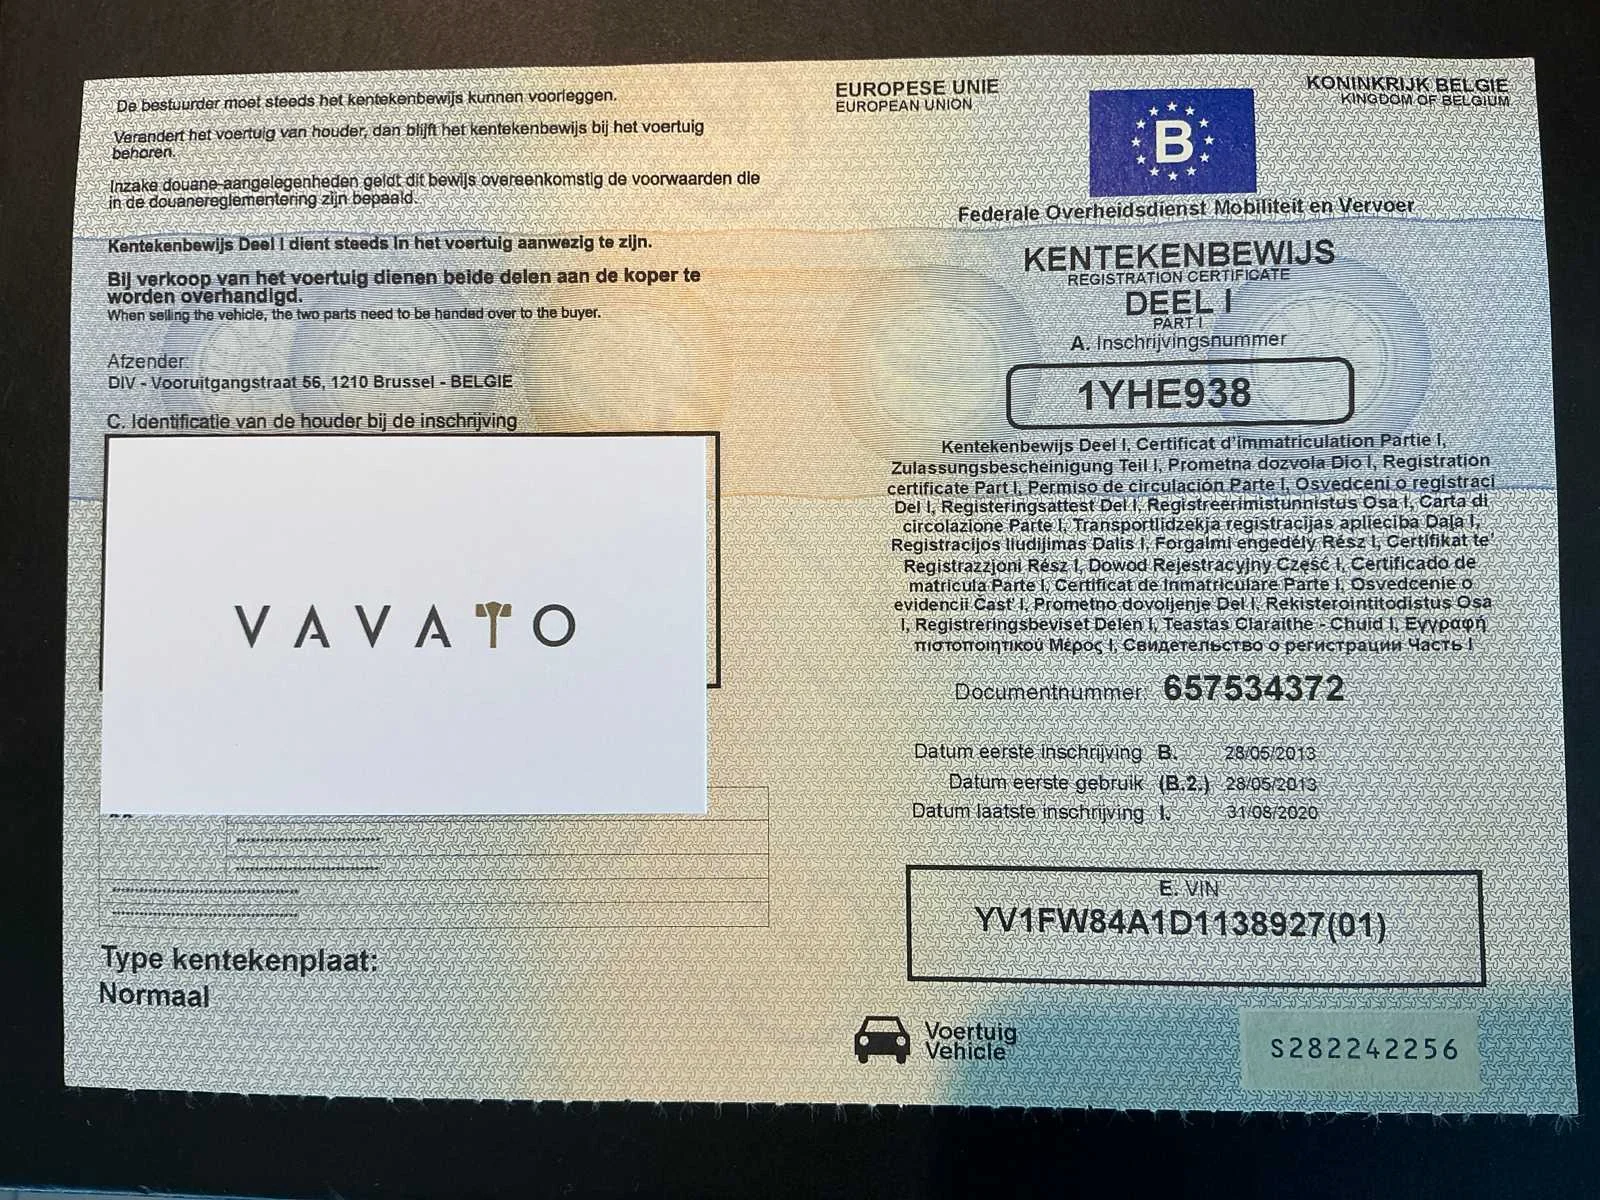 De bestuurder moet steeds het kentekenbewijs kunnen voorleggen.
Verandert het voertuig van houder, dan blijft het kentekenbewijs bij het voertuig
behoren.
Inzake douane-aangelegenheden geldt dit bewijs overeenkomstig de voorwaarden die
in de douanereglementering zijn bepaald.
Kentekenbewijs Deel I dient steeds in het voertuig aanwezig te zijn.
Bij verkoop van het voertuig dienen beide delen aan de koper te
worden overhandigd.
When selling the vehicle, the two parts need to be handed over to the buyer.
Afzender:
DIV - Vooruitgangstraat 56, 1210 Brussel - BELGIE
C. Identificatie van de houder bij de inschrijving
VAVATO
Type kentekenplaat:
Normaal
EUROPESE UNIE
EUROPEAN UNION
B
KONINKRIJK BELGIE
KINGDOM OF BELGIUM
Federale Overheidsdienst Mobiliteit en Vervoer
KENTEKENBEWIJS
REGISTRATION CERTIFICATE
DEEL I
PART I
A. Inschrijvingsnummer
1YHE938
Kentekenbewijs Deel I, Certificat d'immatriculation Partie I,
Zulassungsbescheinigung Teil I, Prometna dozvola Dio I, Registration
certificate Part I, Permiso de circulación Parte I, Osvedceni o registraci
Del I, Registeringsattest Del I, Registreerimistunnistus Osa I, Carta di
circolazione Parte I, Transportlidzekja registracijas aplieciba Daļa I,
Registracijos liudijimas Dalis I, Forgalmi engedély Rész I, Certifikat te'
Registrazzjoni Rész I, Dowod Rejestracyjny Część I, Certificado de
matricula Parte I, Certificat de Inmatriculare Parte I, Osvedcenie o
evidencii Čast' I, Prometno dovoljenje Del I, Rekisterointitodistus Osa
I, Registreringsbeviset Delen I, Teastas Claraithe - Chuid I, Εγγραφή
πιστοποιητικού Μέρος I, Свидетельство о регистрации Часть I
Documentnummer: 657534372
Datum eerste inschrijving B. 28/05/2013
Datum eerste gebruik (B.2.) 28/05/2013
Datum laatste inschrijving I. 31/08/2020
E. VIN
YV1FW84A1D1138927(01)
Voertuig
Vehicle
S282242256